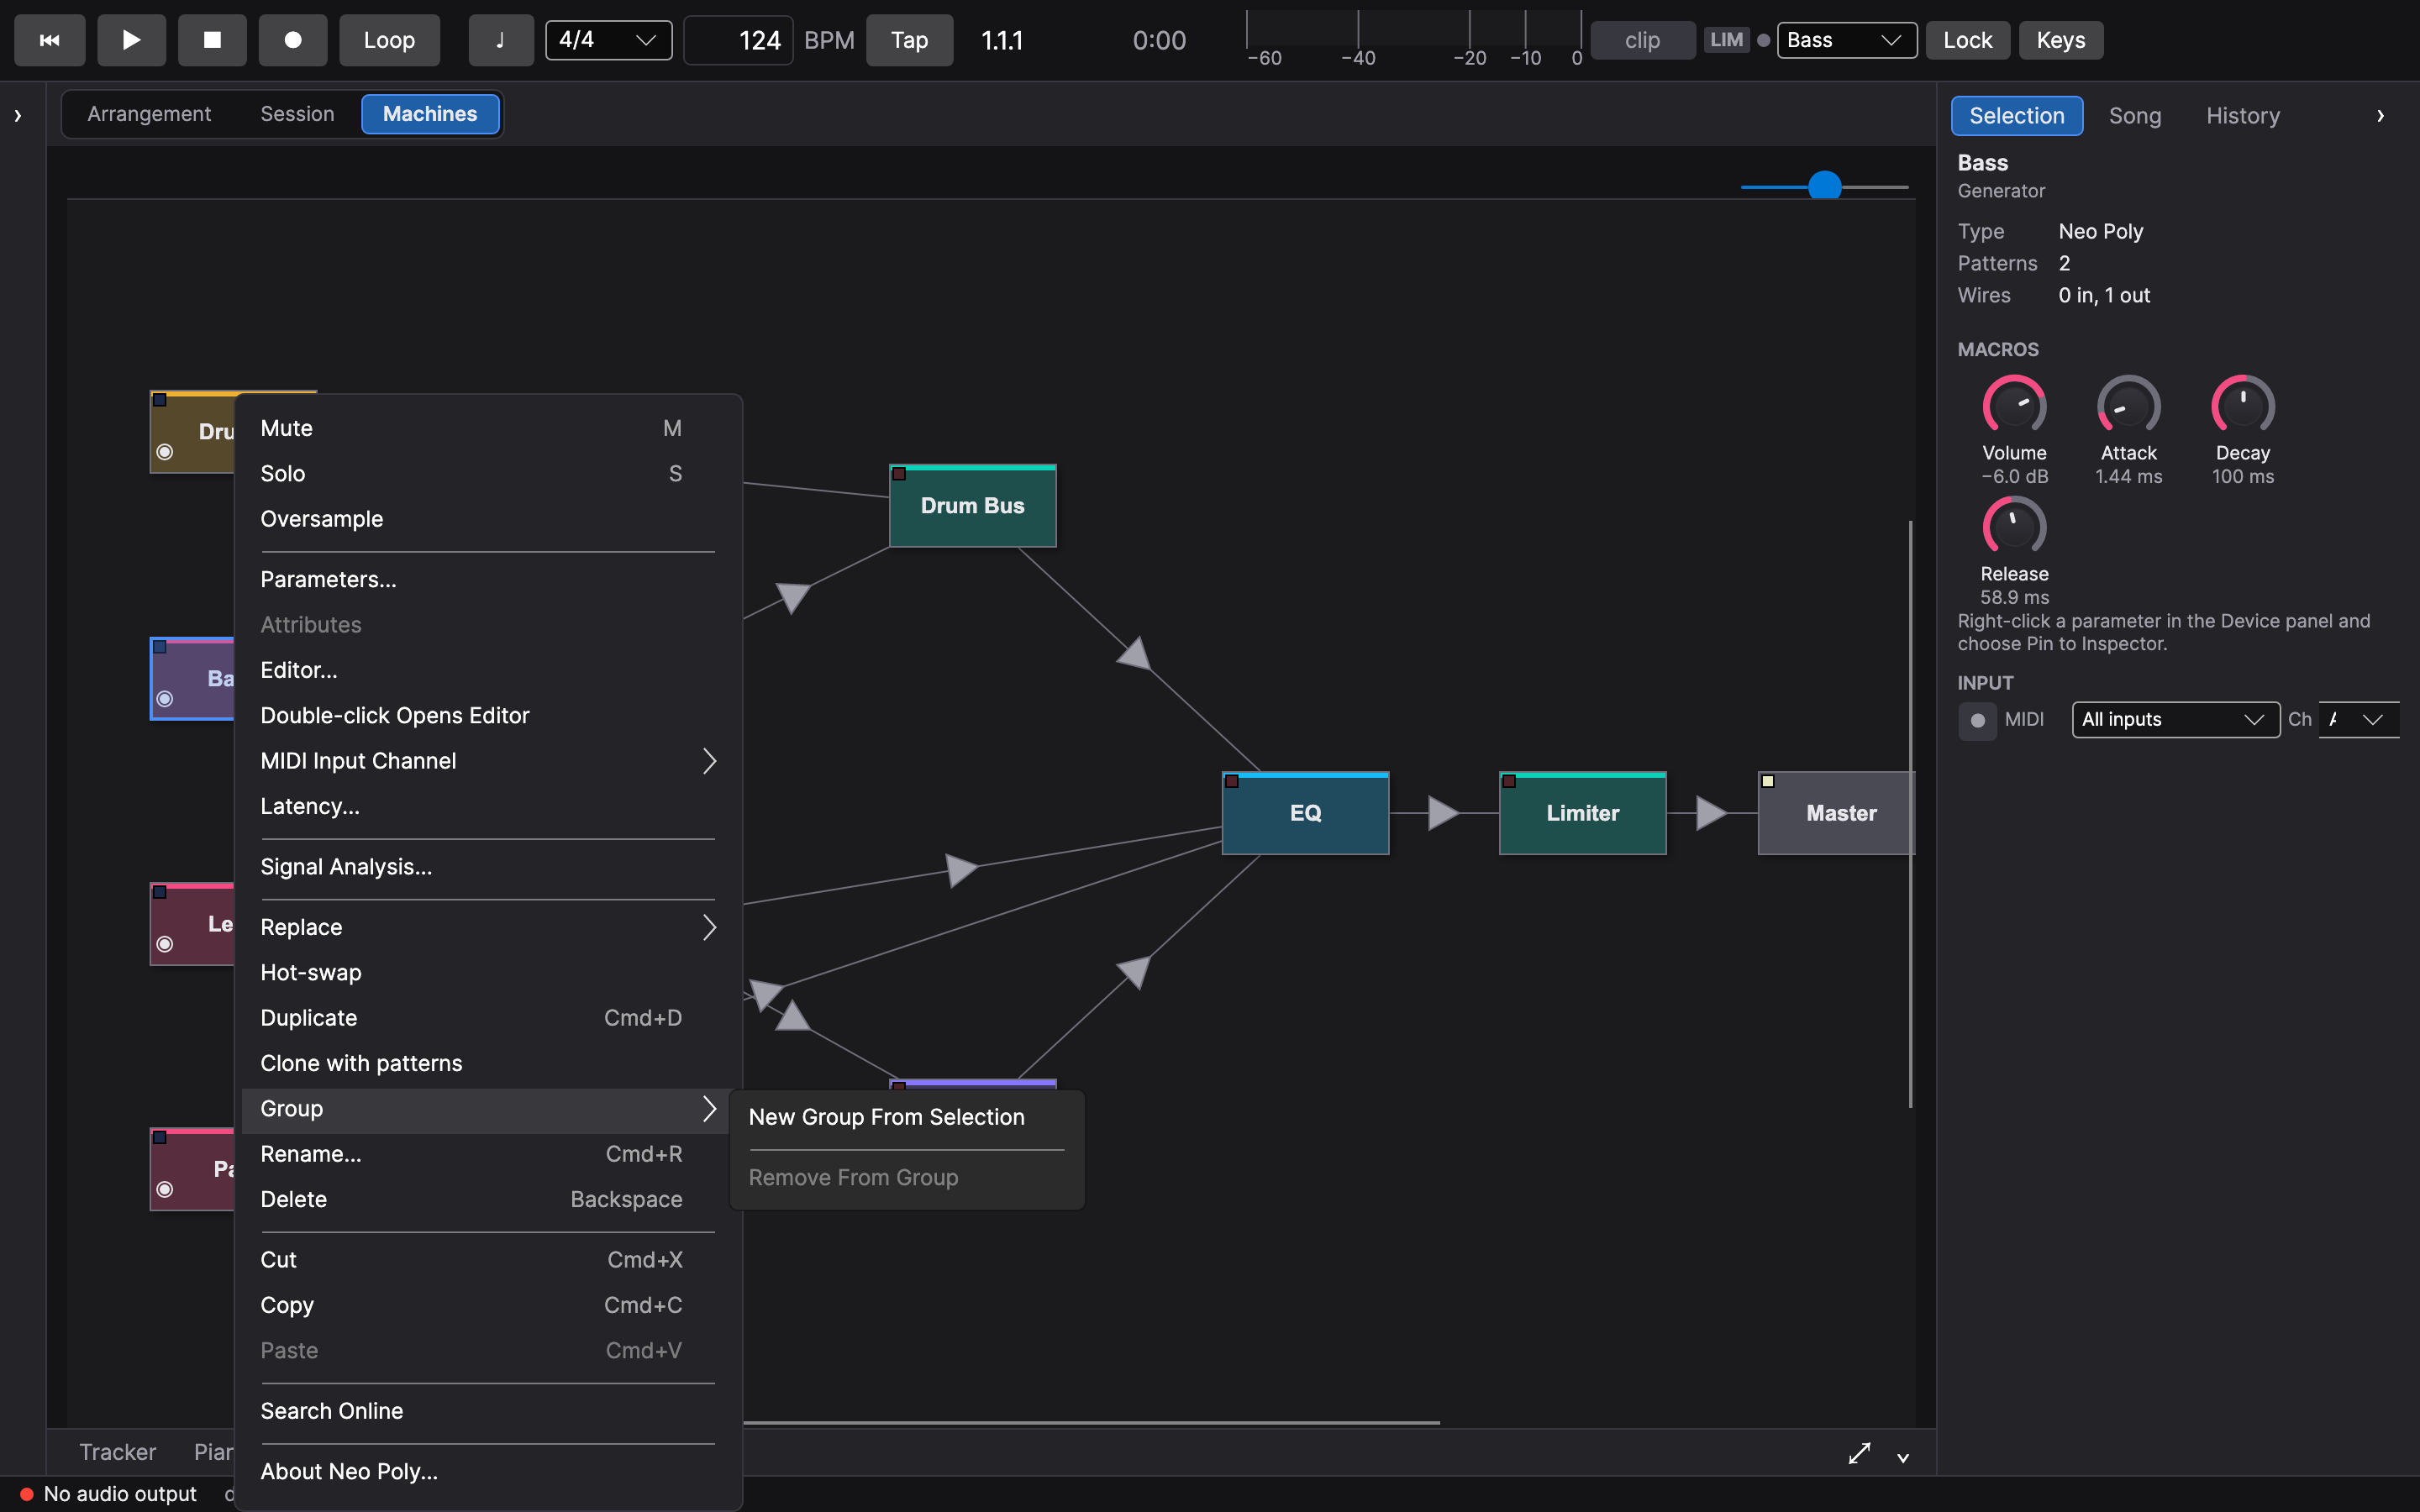 Loop
4/4
124 BPM
Tap
1.1.1
0:00
-60 -40 -20 -10 0
clip
LIM
Bass
Lock
Keys
Arrangement
Session
Machines
Selection
Song
History
Bass
Generator
Type Neo Poly
Patterns 2
Wires 0 in, 1 out
MACROS
Volume Attack Decay
−6.0 dB 1.44 ms 100 ms
Release
58.9 ms
Right-click a parameter in the Device panel and
choose Pin to Inspector.
INPUT
MIDI All inputs Ch
Drum Bus
EQ
Limiter
Master
Mute M
Solo S
Oversample
Parameters...
Attributes
Editor...
Double-click Opens Editor
MIDI Input Channel
Latency...
Signal Analysis...
Replace
Hot-swap
Duplicate Cmd+D
Clone with patterns
Group
Rename... Cmd+R
Delete Backspace
Cut Cmd+X
Copy Cmd+C
Paste Cmd+V
Search Online
About Neo Poly...
New Group From Selection
Remove From Group
Tracker
No audio output